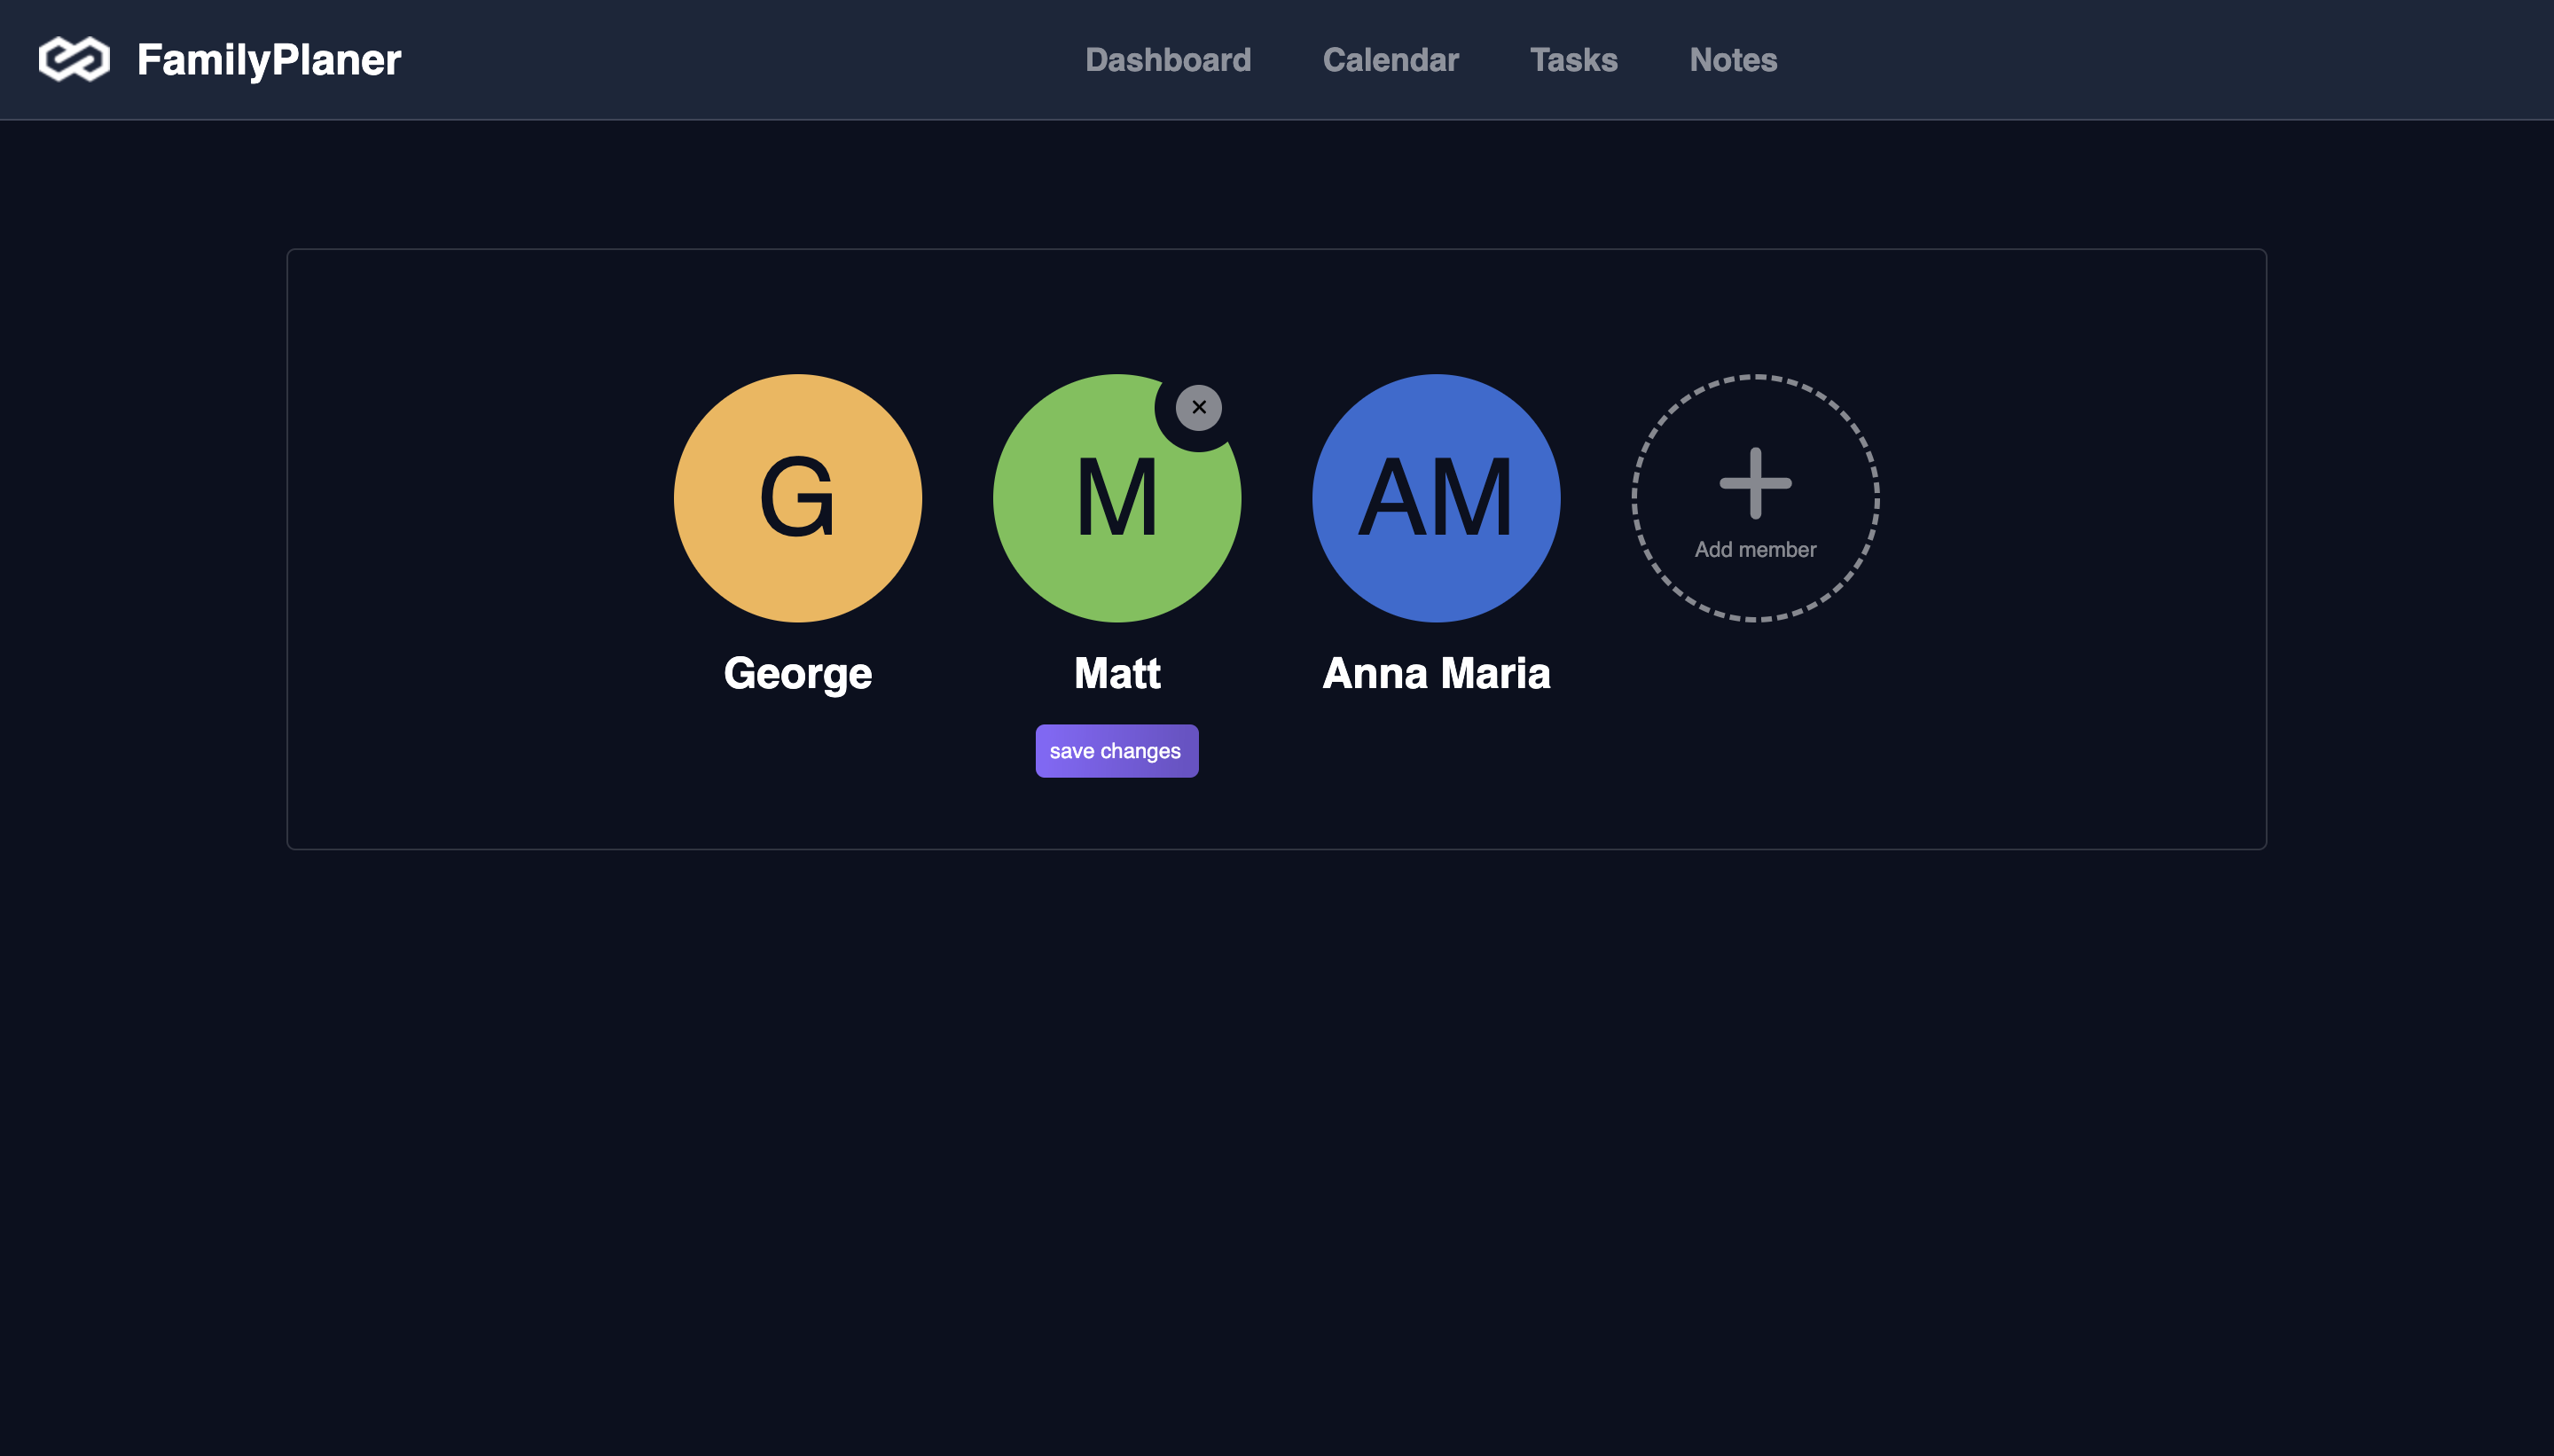 FamilyPlaner
Dashboard Calendar Tasks Notes
G M AM
Add member
George Matt Anna Maria
save changes